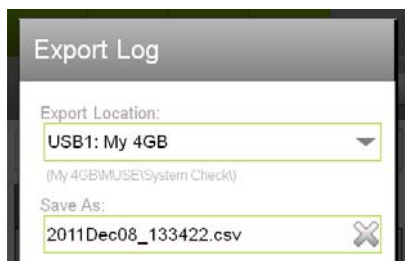 Export Log
Export Location:
USB1: My 4GB
(My 4GB\MUSE\System Check\)
Save As:
2011Dec08_133422.csv